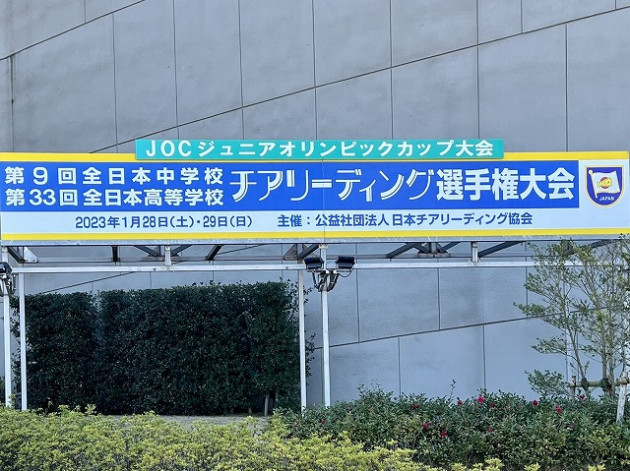 JOCジュニアオリンピックカップ大会
第9回全日本中学校
第33回全日本高等学校
チアリーディング選手権大会
2023年1月28日(土)・29日(日) 主催:公益社団法人日本チアリーディング協会
JAPAN